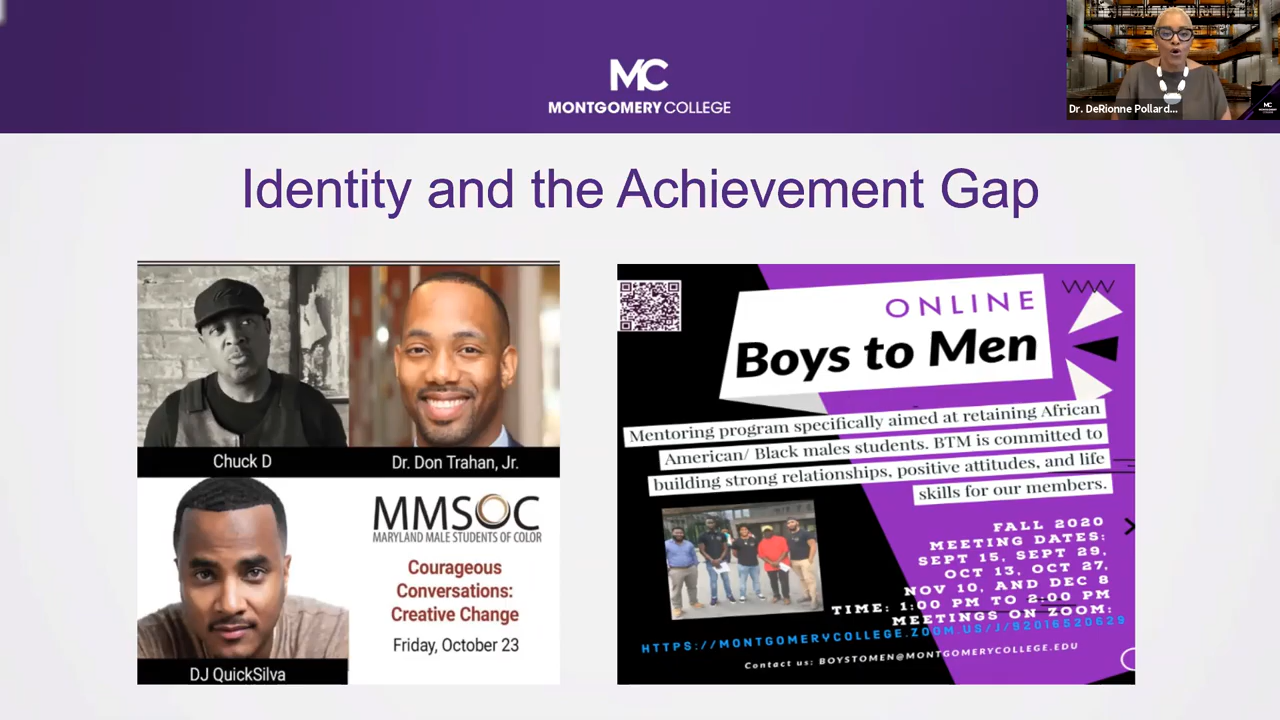 MC
MONTGOMERY COLLEGE
Dr. DeRionne Pollard...
Identity and the Achievement Gap
Chuck D
Dr. Don Trahan, Jr.
DJ QuickSilva
MMSOC
MARYLAND MALE STUDENTS OF COLOR
Courageous
Conversations:
Creative Change
Friday, October 23
ONLINE
Boys to Men
Mentoring program specifically aimed at retaining African
American/ Black males students. BTM is committed to
building strong relationships, positive attitudes, and life
skills for our members.
FALL 2020
MEETING DATES:
SEPT 15, SEPT 29,
OCT 13, OCT 27,
NOV 10, AND DEC 8
TIME: 1:00 PM TO 2:00 PM
MEETINGS ON ZOOM:
HTTPS://MONTGOMERYCOLLEGE.ZOOM.US/J/92016520629
Contact us: BOYSTOMEN@MONTGOMERYCOLLEGE.EDU